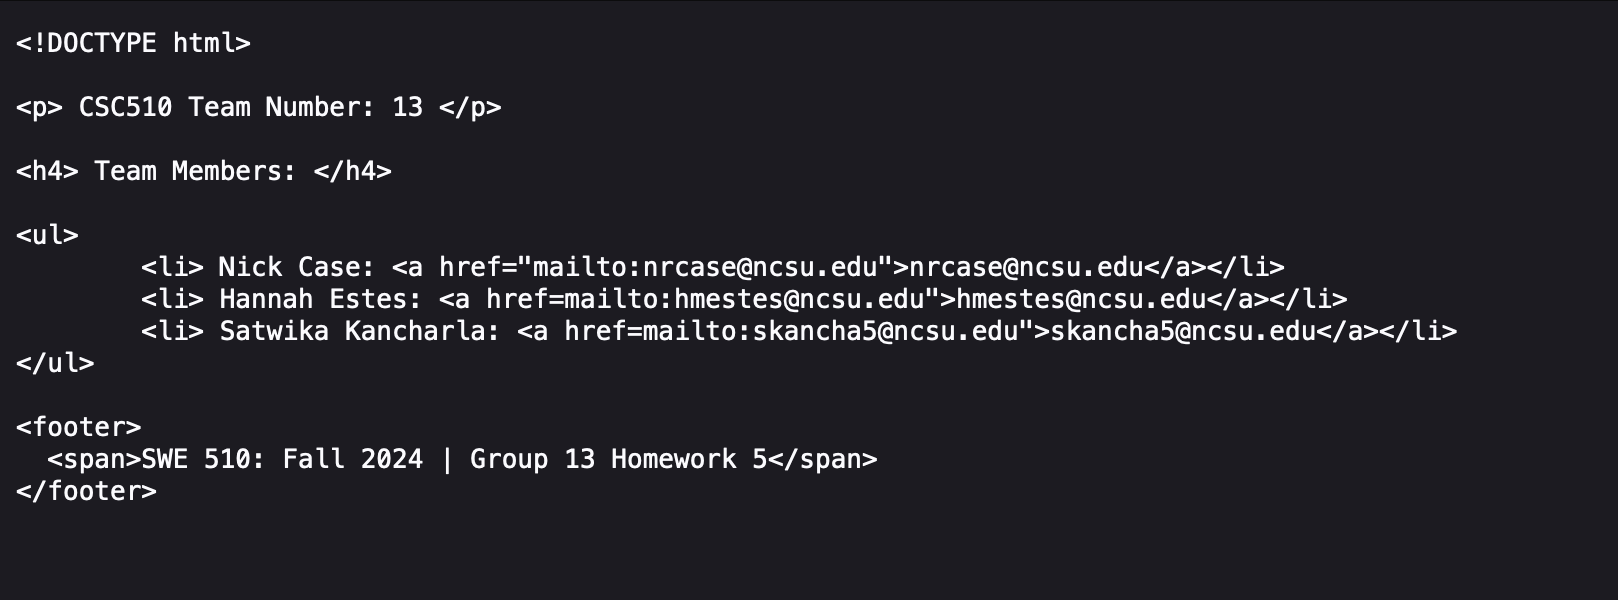 <!DOCTYPE html>
<p> CSC510 Team Number: 13 </p>
<h4> Team Members: </h4>
<ul>
<li> Nick Case: <a href="mailto:nrcase@ncsu.edu">nrcase@ncsu.edu</a></li>
<li> Hannah Estes: <a href=mailto:hmestes@ncsu.edu">hmestes@ncsu.edu</a></li>
<li> Satwika Kancharla: <a href=mailto:skancha5@ncsu.edu">skancha5@ncsu.edu</a></li>
</ul>
<footer>
<span>SWE 510: Fall 2024 | Group 13 Homework 5</span>
</footer>